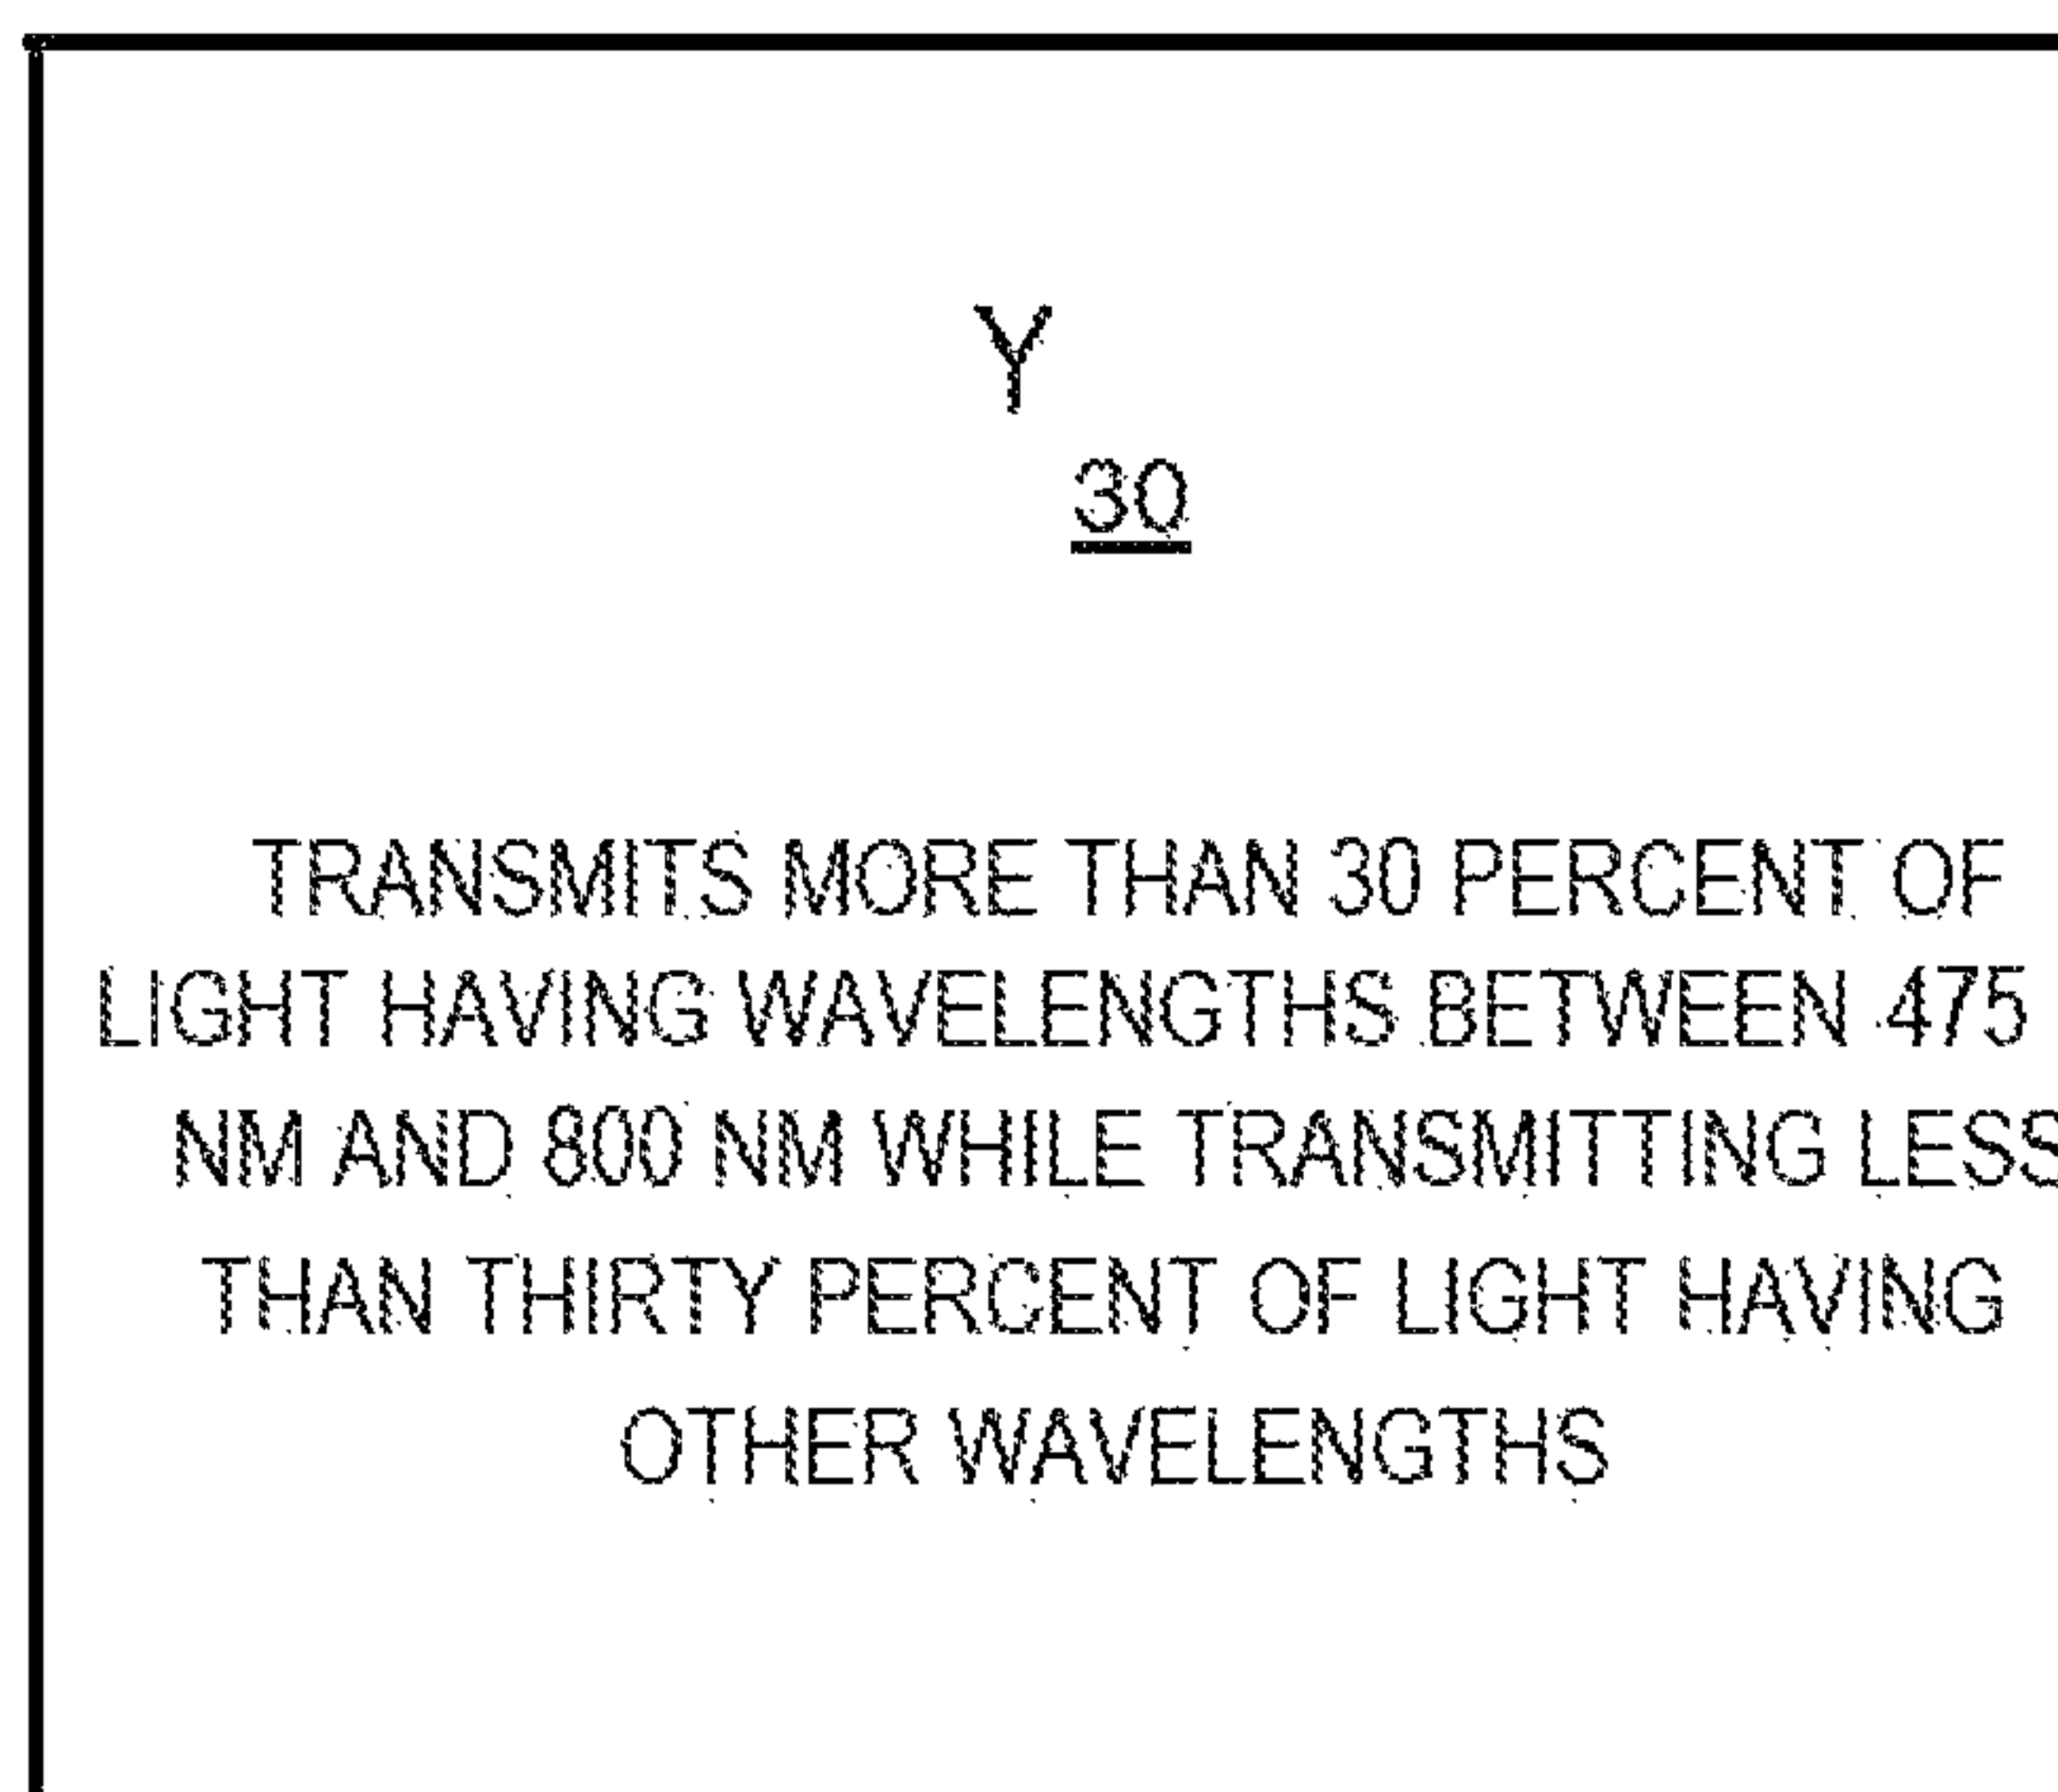 Y
30
TRANSMITS MORE THAN 30 PERCENT OF
LIGHT HAVING WAVELENGTHS BETWEEN 475
NM AND 800 NM WHILE TRANSMITTING LESS
THAN THIRTY PERCENT OF LIGHT HAVING
OTHER WAVELENGTHS